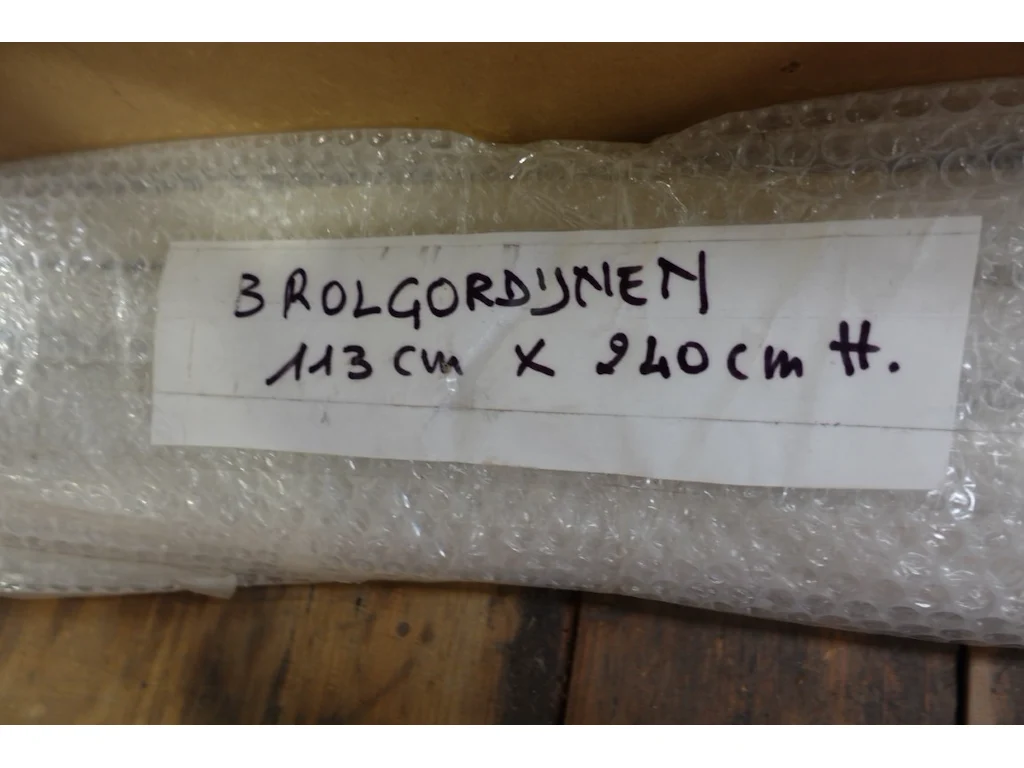 3 ROLGORDIJNEN
113 cm x 240 cm H.